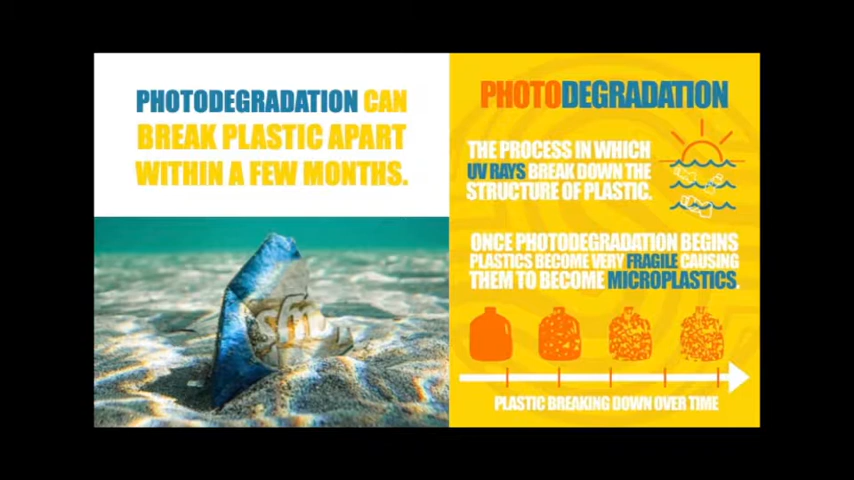 PHOTODEGRADATION CAN
BREAK PLASTIC APART
WITHIN A FEW MONTHS.
PHOTODEGRADATION
THE PROCESS IN WHICH
UV RAYS BREAK DOWN THE
STRUCTURE OF PLASTIC.
ONCE PHOTODEGRADATION BEGINS
PLASTICS BECOME VERY FRAGILE CAUSING
THEM TO BECOME MICROPLASTICS.
PLASTIC BREAKING DOWN OVER TIME